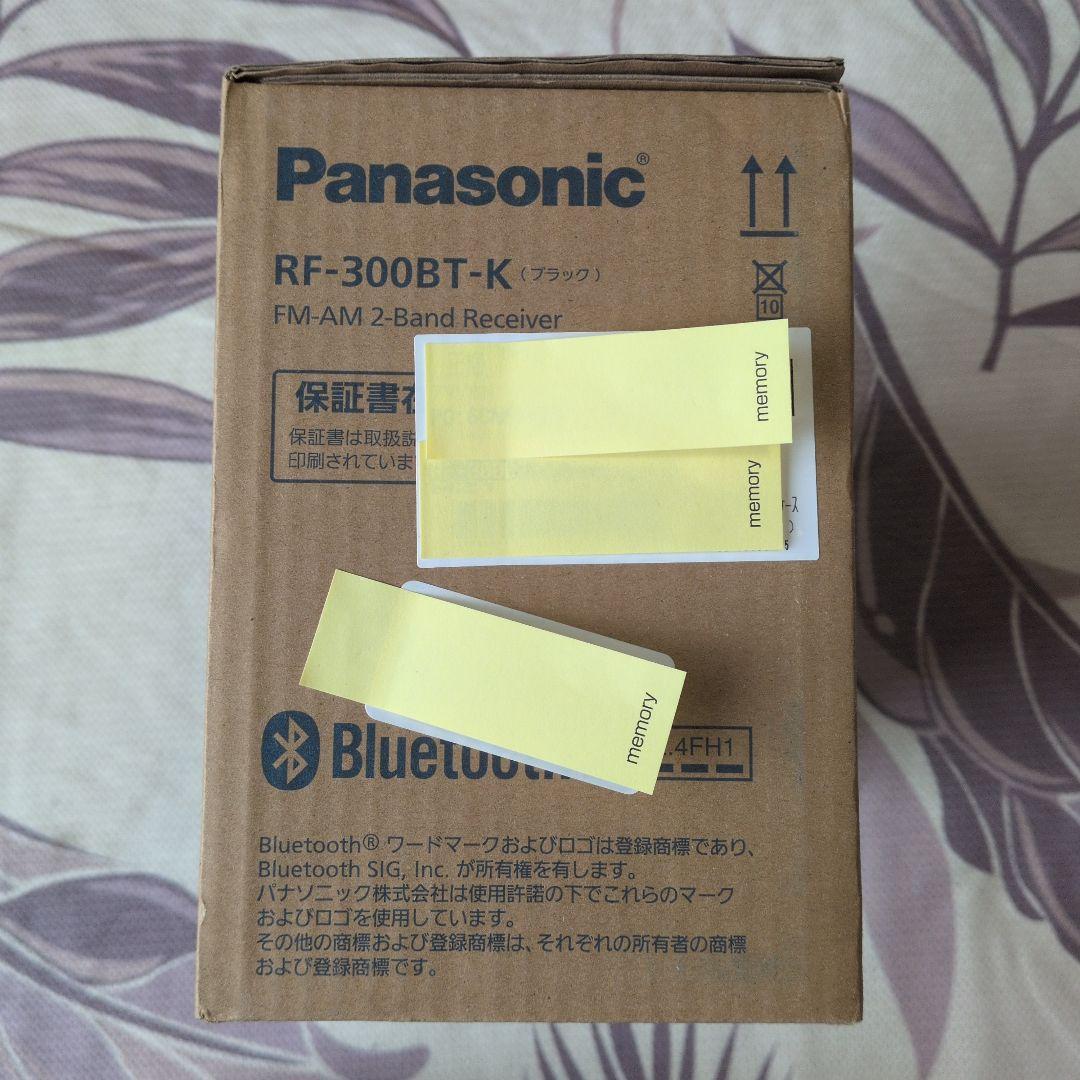 Panasonic®
RF-300BT-K (ブラック)
10
FM-AM 2-Band Receiver
memory
保証書
保証書は取扱説
印刷されていま
memory
ース
5
memory
Bluetooth
.4FH1
Bluetooth® ワードマークおよびロゴは登録商標であり、
Bluetooth SIG, Inc. が所有権を有します。
パナソニック株式会社は使用許諾の下でこれらのマーク
およびロゴを使用しています。
その他の商標および登録商標は、それぞれの所有者の商標
および登録商標です。